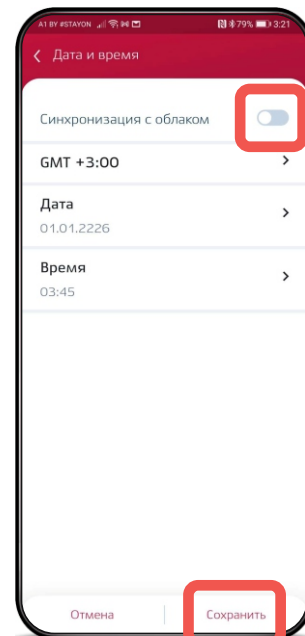 A1 BY #STAYON 79% 3:21
Дата и время
Синхронизация с облаком
GMT +3:00
Дата
01.01.2226
Время
03:45
Отмена Сохранить